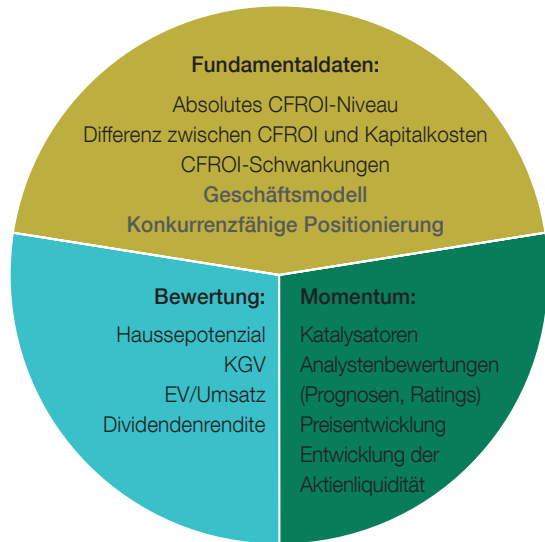 Fundamentaldaten:
Absolutes CFROI-Niveau
Differenz zwischen CFROI und Kapitalkosten
CFROI-Schwankungen
Geschäftsmodell
Konkurrenzfähige Positionierung
Bewertung:
Haussepotenzial
KGV
EV/Umsatz
Dividendenrendite
Momentum:
Katalysatoren
Analystenbewertungen
(Prognosen, Ratings)
Preisentwicklung
Entwicklung der
Aktienliquidität